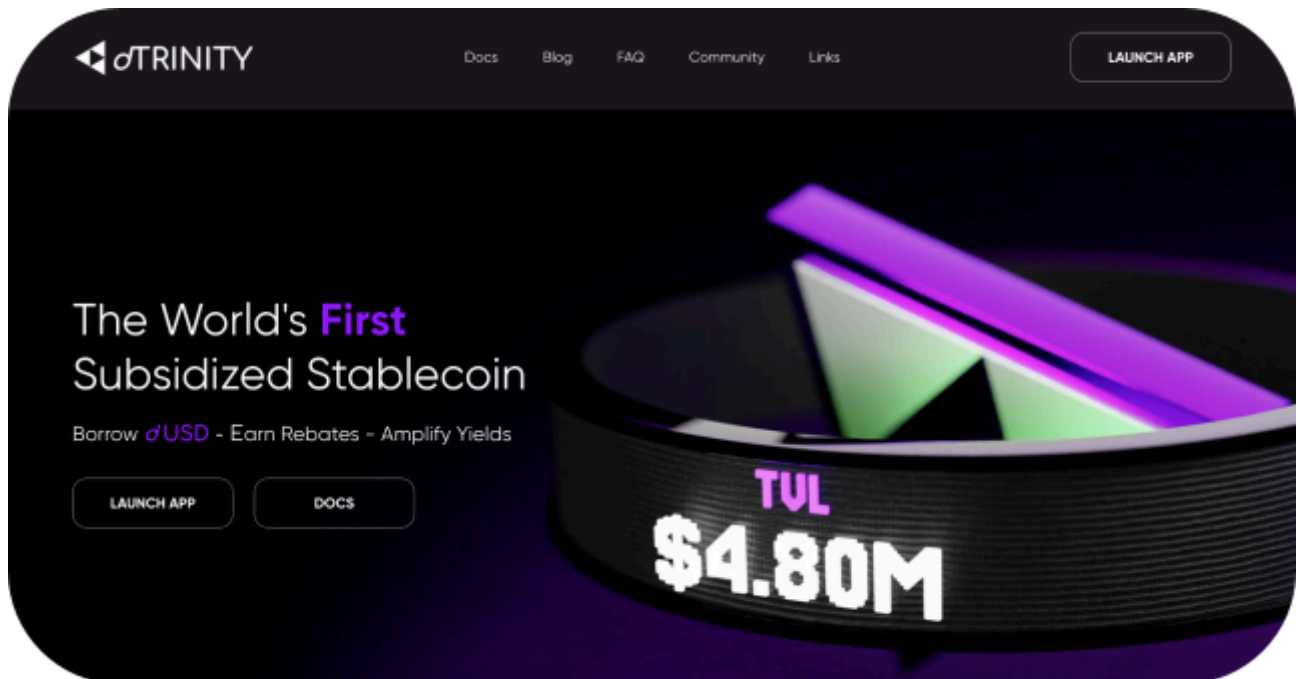 dTRINITY
Docs Blog FAQ Community Links
LAUNCH APP
The World's First
Subsidized Stablecoin
Borrow dUSD - Earn Rebates - Amplify Yields
LAUNCH APP DOCS
TVL
$4.80M